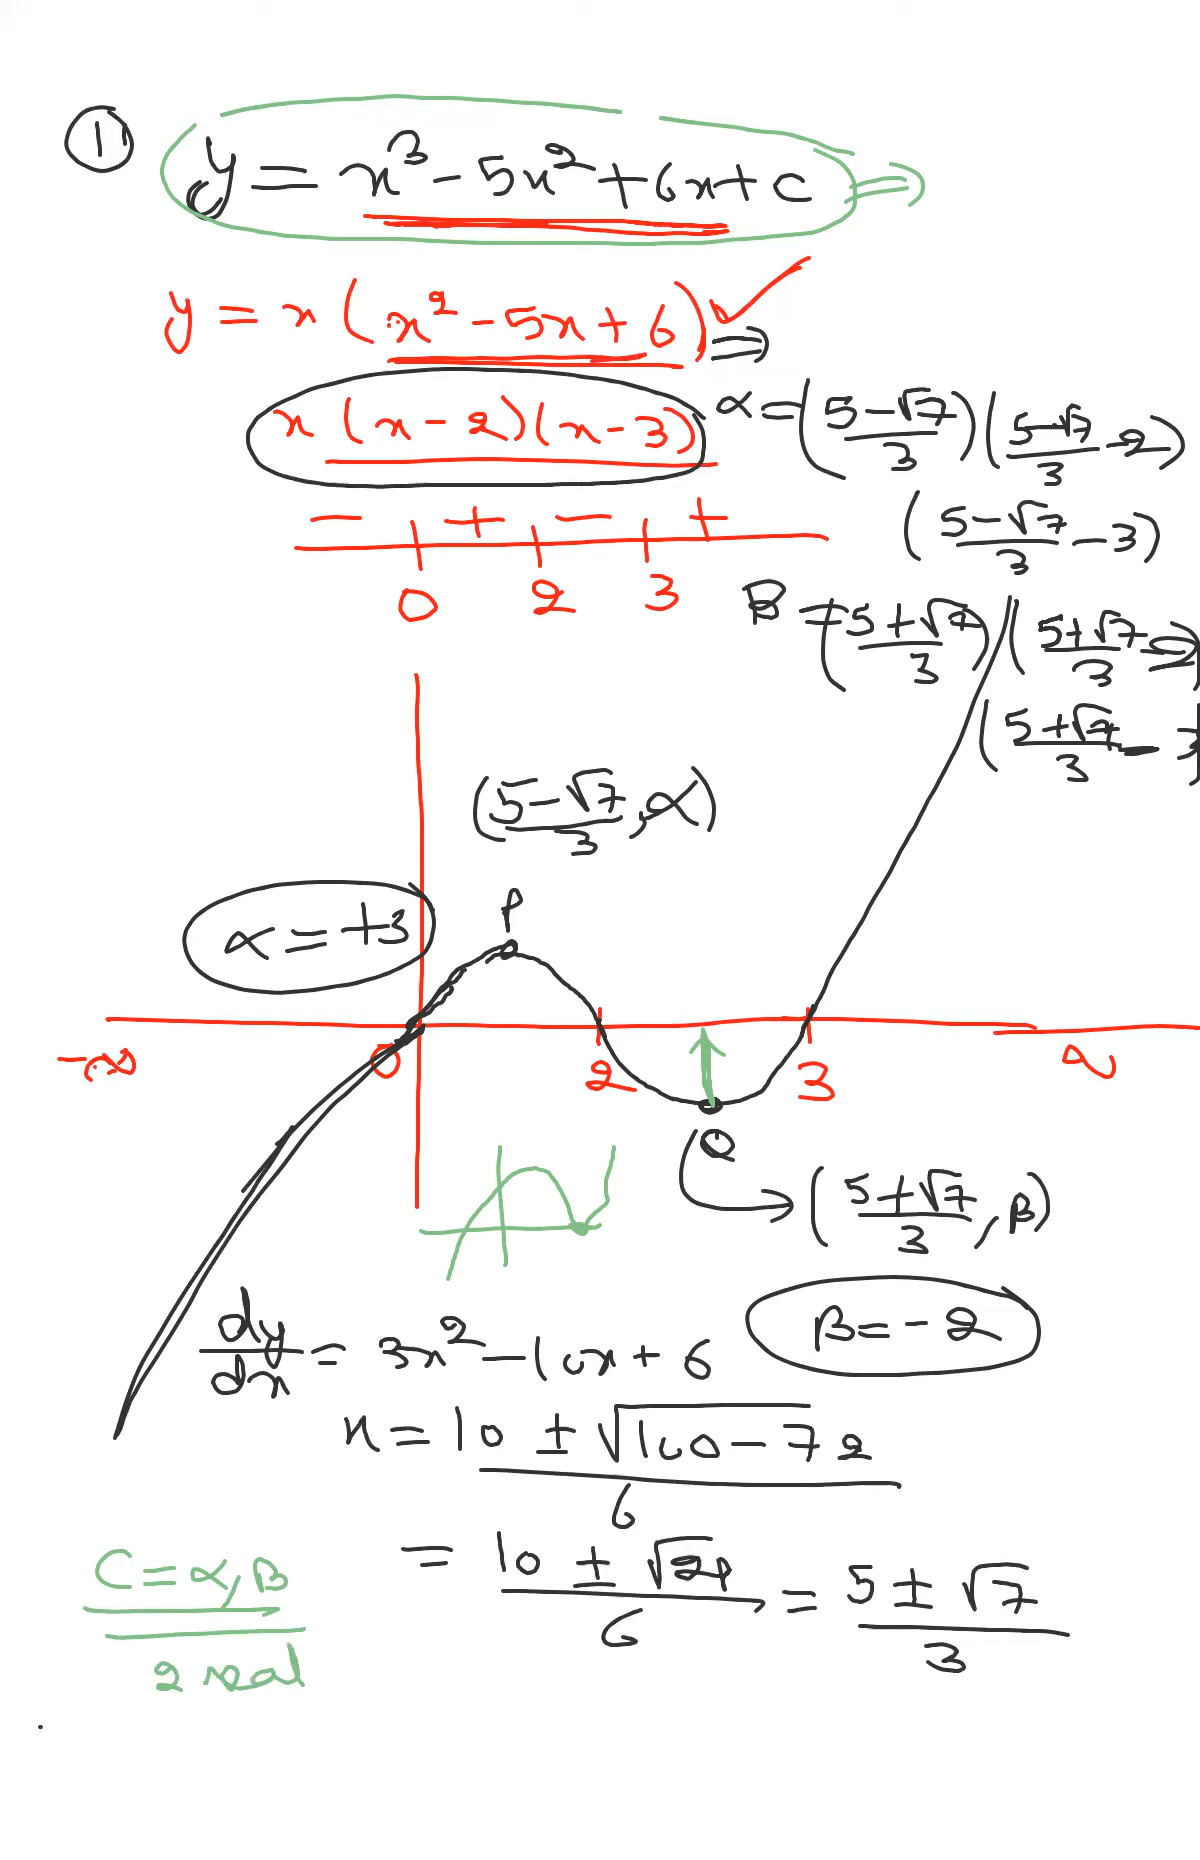 ① y = x³ - 5x² + 6x + c ⇒
y = x (x² - 5x + 6) ✓ ⇒
x (x - 2)(x - 3)
α = (5-√7/3)(5-√7/3 - 2)
(5-√7/3 - 3)
- + - +
0 2 3
β = (5+√7/3)(5+√7/3 - 2)
(5+√7/3 - 3)
(5-√7/3, α)
α = +3
P
-∞ 0 2 3
Q
(5+√7/3, β)
β = -2
dy/dx = 3x² - 10x + 6
x = 10 ± √100 - 72 / 6
= 10 ± √28 / 6 = 5 ± √7 / 3
C = α, β
2 real